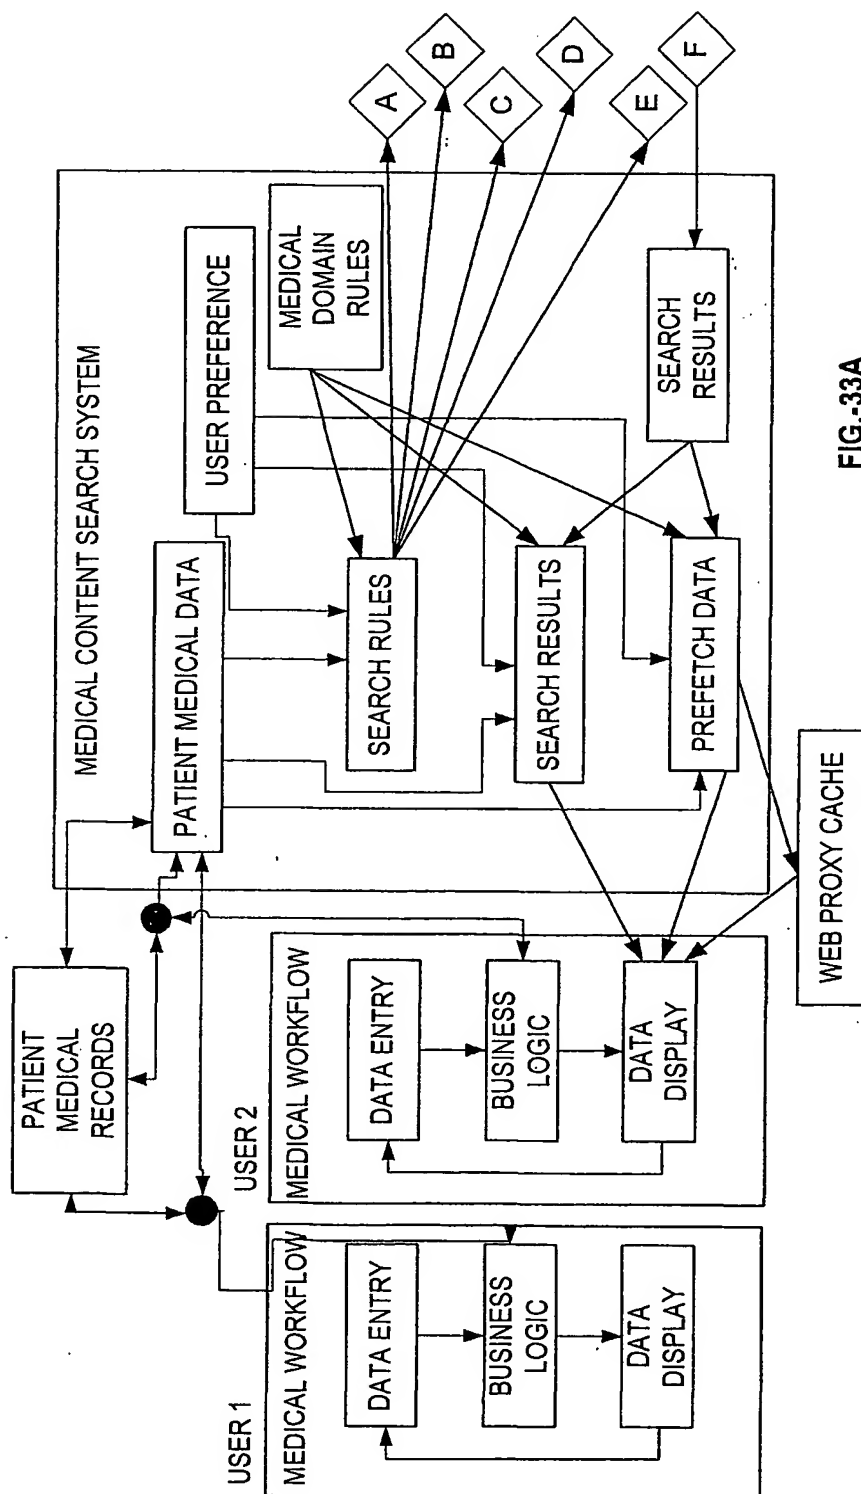 PATIENT
MEDICAL
RECORDS
USER 1
MEDICAL WORKFLOW
DATA ENTRY
BUSINESS
LOGIC
DATA
DISPLAY
USER 2
MEDICAL WORKFLOW
DATA ENTRY
BUSINESS
LOGIC
DATA
DISPLAY
WEB PROXY CACHE
MEDICAL CONTENT SEARCH SYSTEM
PATIENT MEDICAL DATA
USER PREFERENCE
MEDICAL
DOMAIN
RULES
SEARCH RULES
SEARCH RESULTS
PREFETCH DATA
SEARCH
RESULTS
A
B
C
D
E
F
FIG.-33A